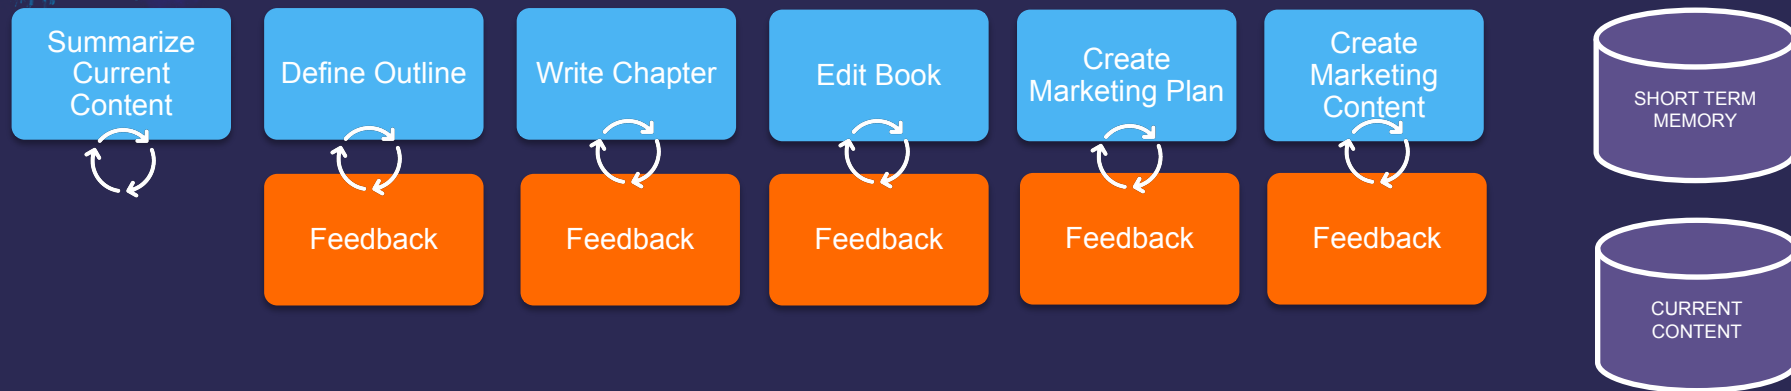 Summarize
Current
Content
Define Outline
Write Chapter
Edit Book
Create
Marketing Plan
Create
Marketing
Content
SHORT TERM
MEMORY
Feedback
Feedback
Feedback
Feedback
Feedback
CURRENT
CONTENT